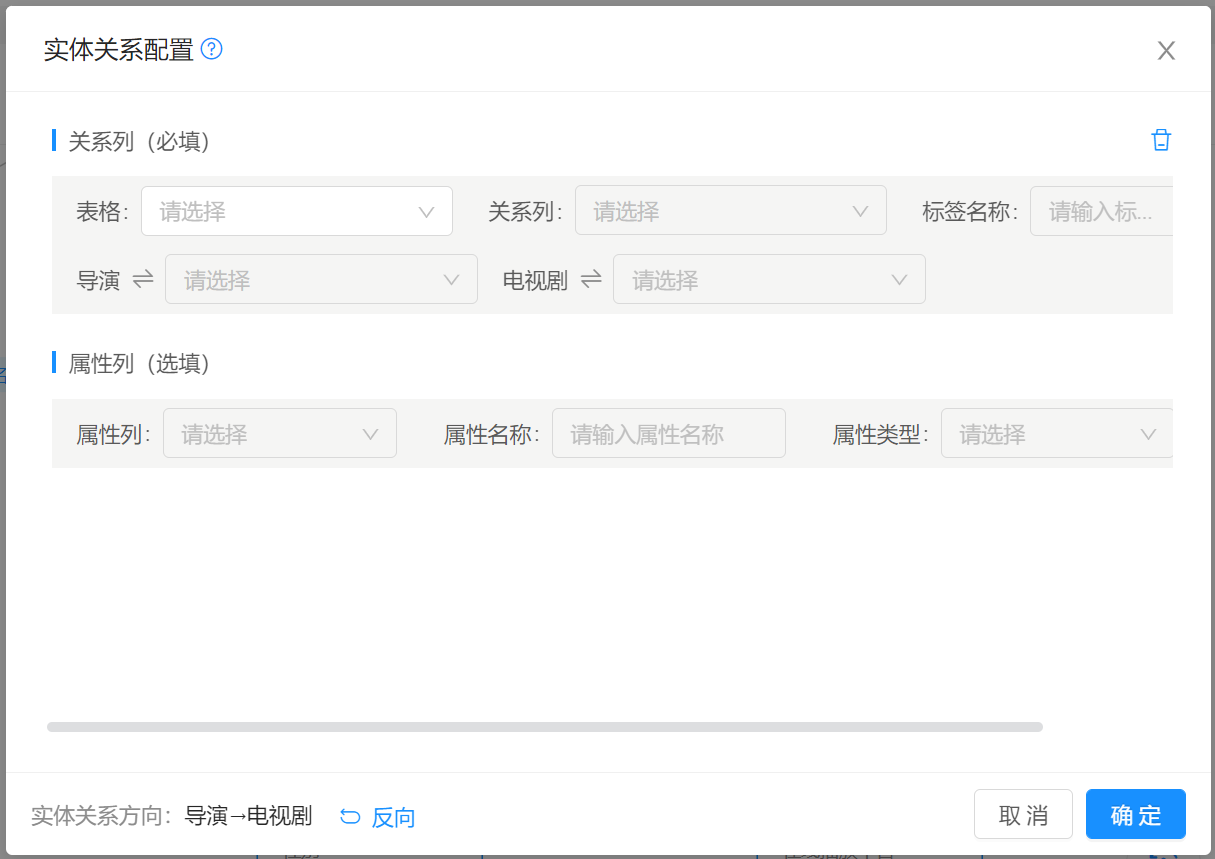 实体关系配置 ?
关系列（必填）
表格: 请选择 关系列: 请选择 标签名称: 请输入标...
导演 ⇌ 请选择 电视剧 ⇌ 请选择
属性列（选填）
属性列: 请选择 属性名称: 请输入属性名称 属性类型: 请选择
实体关系方向: 导演→电视剧 反向 取消 确定